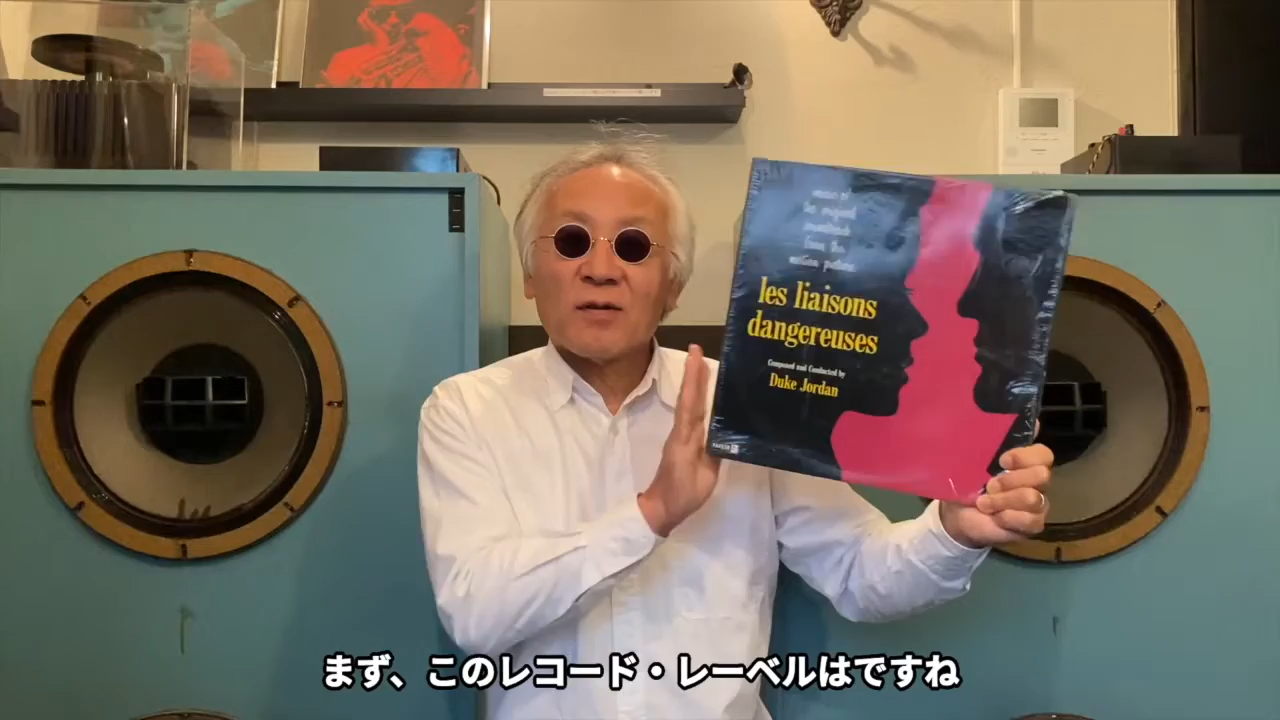 music of
the original
soundtrack
from the
motion picture
les liaisons
dangereuses
Composed and Conducted by
Duke Jordan
まず、このレコード・レーベルはですね